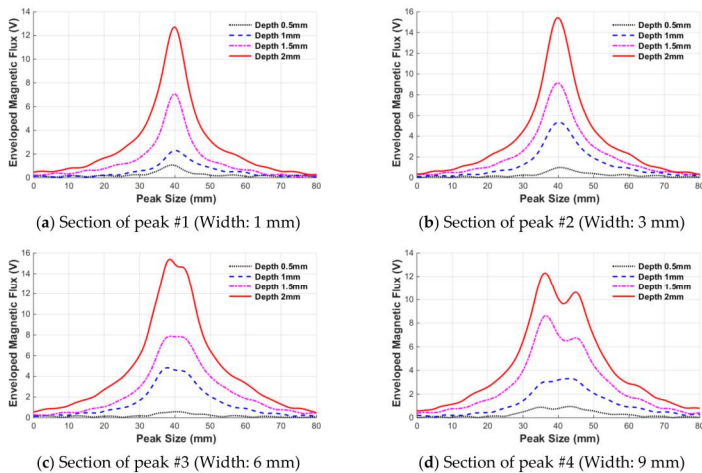 14
12
10
8
6
4
2
0
Enveloped Magnetic Flux (V)
Depth 0.5mm
Depth 1mm
Depth 1.5mm
Depth 2mm
0 10 20 30 40 50 60 70 80
Peak Size (mm)
(a) Section of peak #1 (Width: 1 mm)
16
14
12
10
8
6
4
2
0
Enveloped Magnetic Flux (V)
Depth 0.5mm
Depth 1mm
Depth 1.5mm
Depth 2mm
0 10 20 30 40 50 60 70 80
Peak Size (mm)
(b) Section of peak #2 (Width: 3 mm)
16
14
12
10
8
6
4
2
0
Enveloped Magnetic Flux (V)
Depth 0.5mm
Depth 1mm
Depth 1.5mm
Depth 2mm
0 10 20 30 40 50 60 70 80
Peak Size (mm)
(c) Section of peak #3 (Width: 6 mm)
14
12
10
8
6
4
2
0
Enveloped Magnetic Flux (V)
Depth 0.5mm
Depth 1mm
Depth 1.5mm
Depth 2mm
0 10 20 30 40 50 60 70 80
Peak Size (mm)
(d) Section of peak #4 (Width: 9 mm)